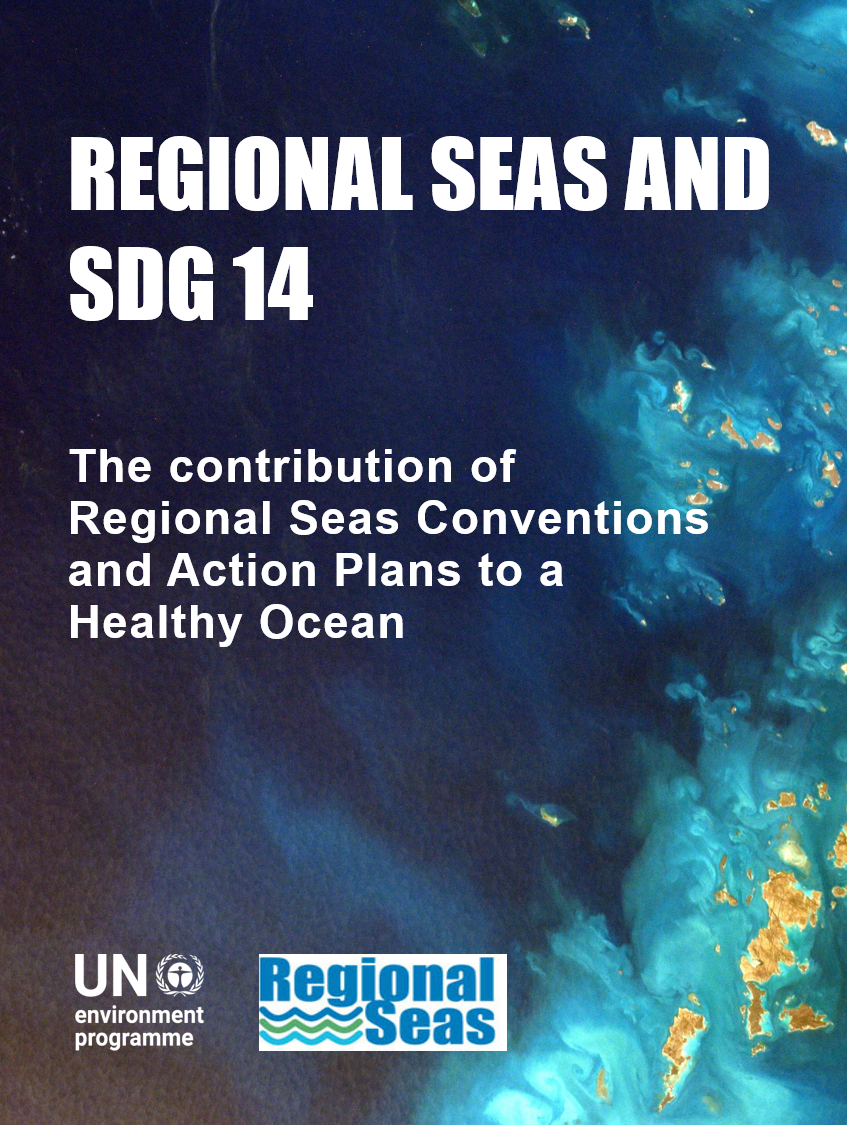 REGIONAL SEAS AND
SDG 14
The contribution of
Regional Seas Conventions
and Action Plans to a
Healthy Ocean
UN
environment
programme
Regional
Seas